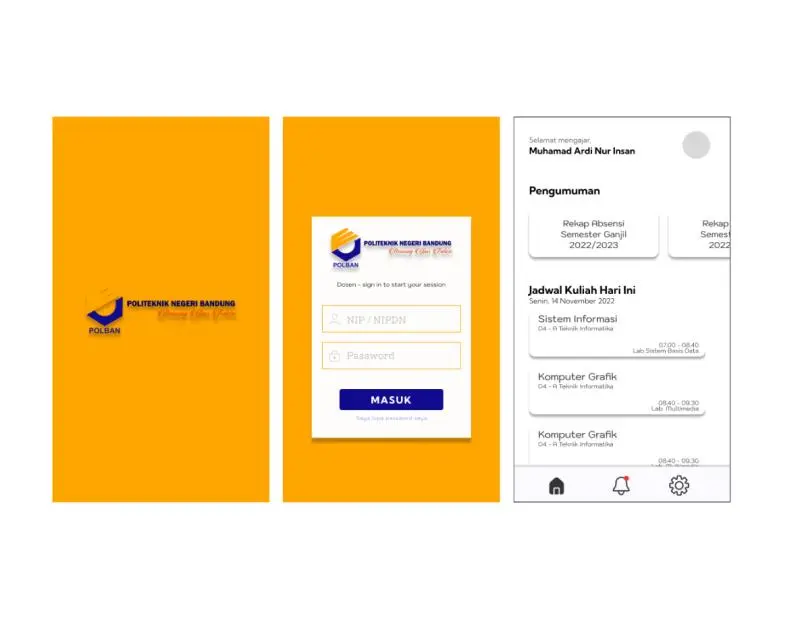 POLITEKNIK NEGERI BANDUNG
POLBAN
POLITEKNIK NEGERI BANDUNG
POLBAN
Dosen - sign in to start your session
NIP / NIPDN
Password
MASUK
Saya lupa password saya
Selamat mengajar,
Muhamad Ardi Nur Insan
Pengumuman
Rekap Absensi
Semester Ganjil
2022/2023
Rekap
Semest
2022
Jadwal Kuliah Hari Ini
Senin, 14 November 2022
Sistem Informasi
D4 - A Teknik Informatika
07.00 - 08.40
Lab Sistem Basis Data
Komputer Grafik
D4 - A Teknik Informatika
08.40 - 09.30
Lab. Multimedia
Komputer Grafik
D4 - A Teknik Informatika
08.40 - 09.30
Lab. Multimedia